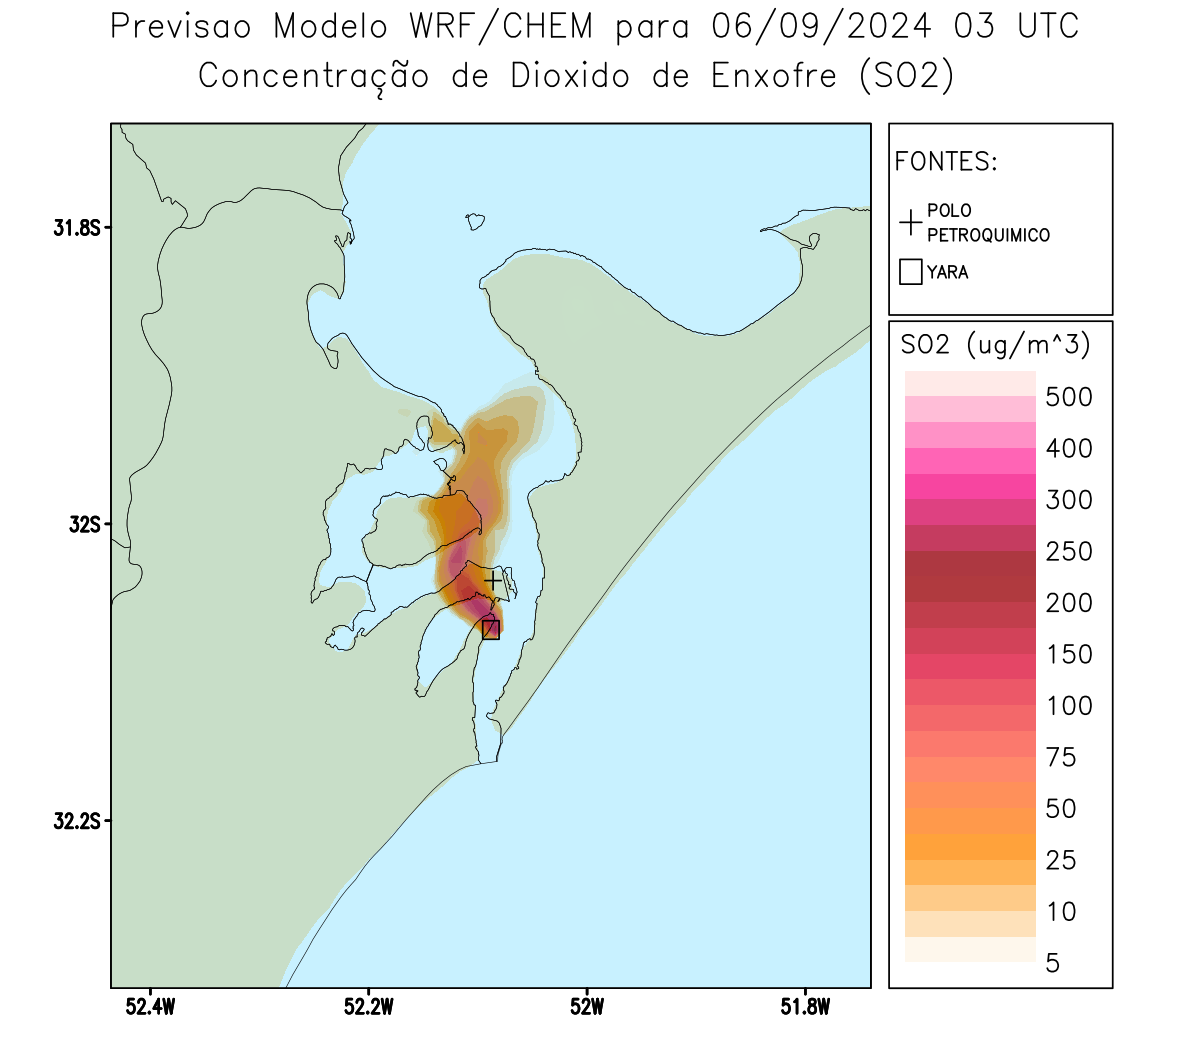 Previsao Modelo WRF/CHEM para 06/09/2024 03 UTC
Concentração de Dioxido de Enxofre (SO2)
FONTES:
POLO
PETROQUIMICO
YARA
SO2 (ug/m^3)
500
400
300
250
200
150
100
75
50
25
10
5
31.8S
32S
32.2S
52.4W
52.2W
52W
51.8W